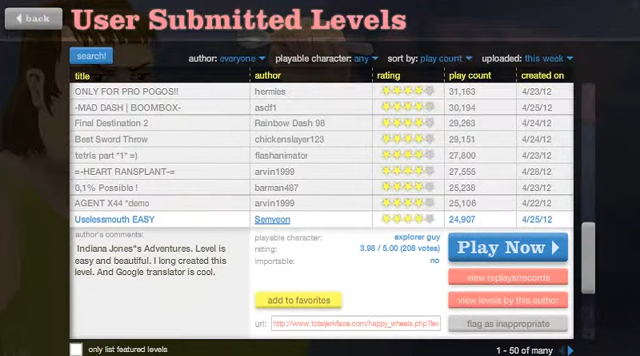 back
User Submitted Levels
search!
author: everyone playable character: any sort by: play count uploaded: this week
title author rating play count created on
ONLY FOR PRO POGOS!! hermies 31,163 4/23/12
-MAD DASH | BOOMBOX- asdf1 30,194 4/25/12
Final Destination 2 Rainbow Dash 98 29,263 4/24/12
Best Sword Throw chickenslayer123 29,151 4/24/12
tetris part *1* =) flashanimator 27,800 4/23/12
=-HEART RANSPLANT-= arvin1999 27,555 4/28/12
0,1% Possible ! barman487 25,238 4/23/12
AGENT X44 *demo arvin1999 25,106 4/22/12
Uselessmouth EASY Semveon 24,907 4/25/12
author's comments:
Indiana Jones"s Adventures. Level is
easy and beautiful. I long created this
level. And Google translator is cool.
playable character: explorer guy
rating: 3.98 / 5.00 (208 votes)
importable: no
add to favorites
url: http://www.totaljerkface.com/happy_wheels.php?lev
Play Now
view replays/records
view levels by this author
flag as inappropriate
only list featured levels
1 - 50 of many